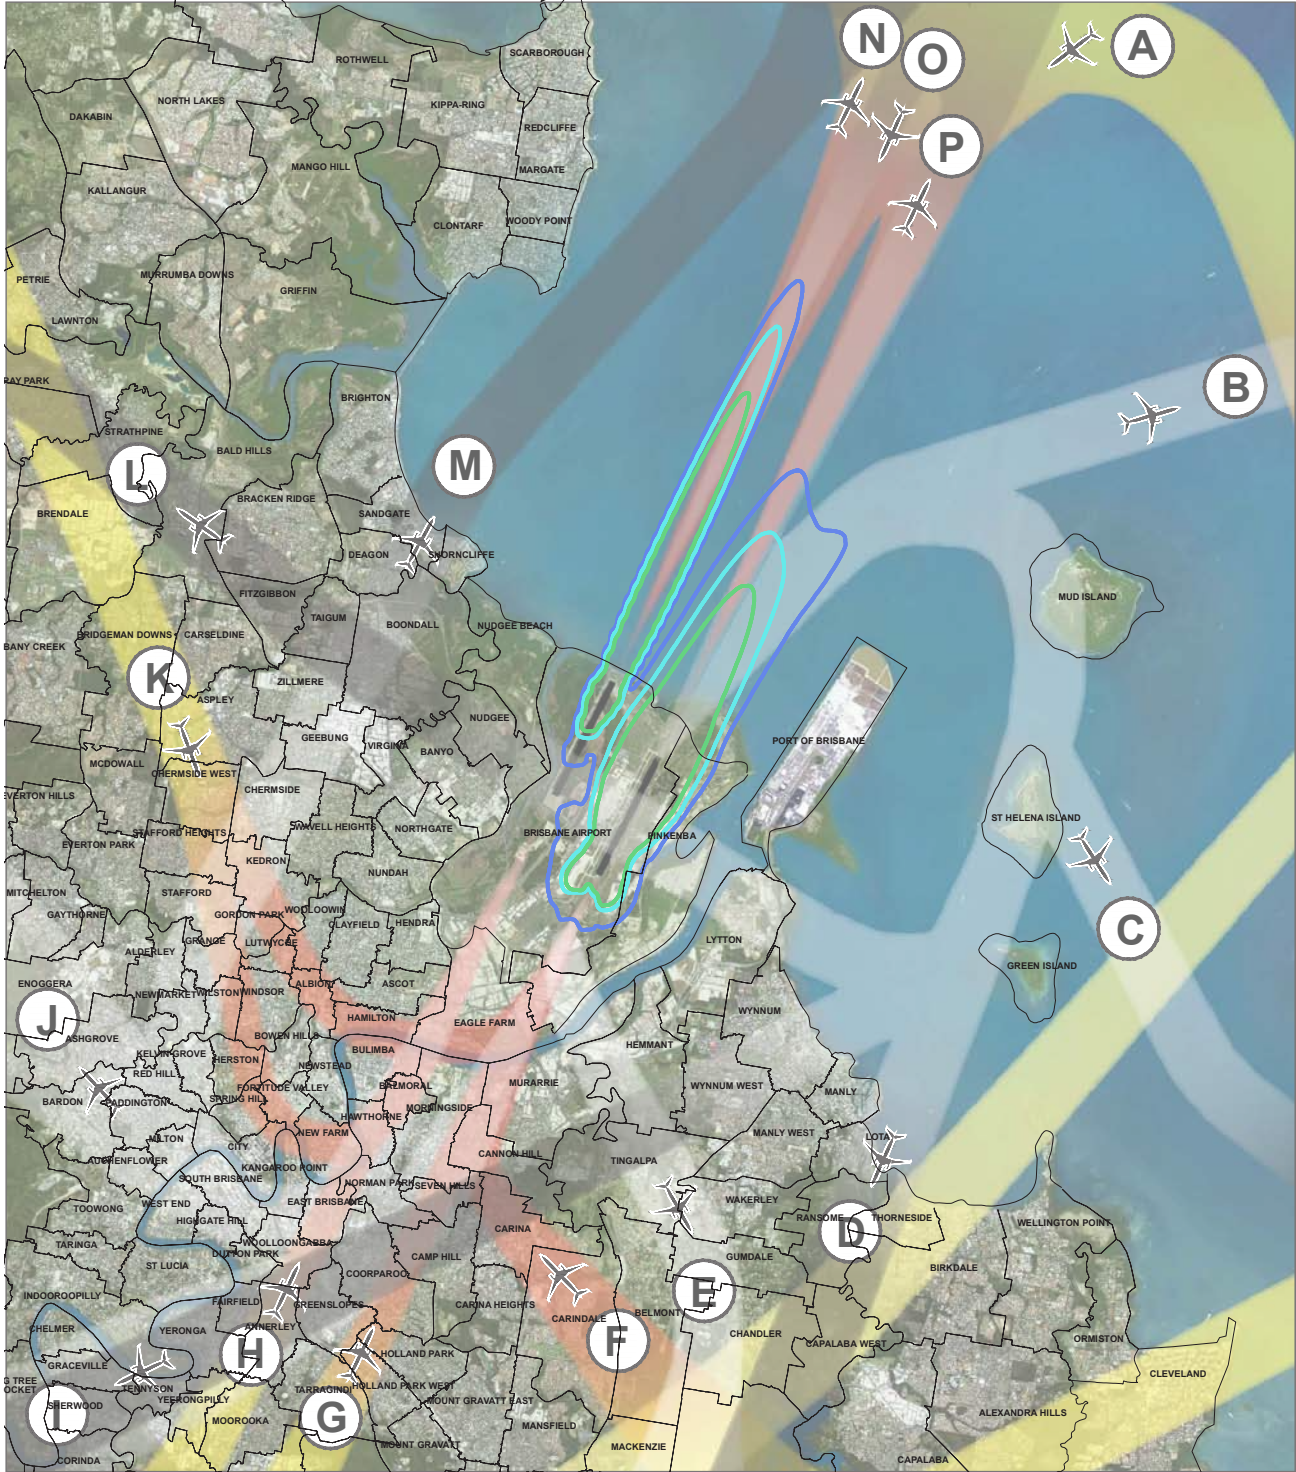 N
O
A
SCARBOROUGH
ROTHWELL
NORTH LAKES
KIPPA-RING
DAKABIN
REDCLIFFE
P
MANGO HILL
MARGATE
KALLANGUR
CLONTARF
WOODY POINT
MURRUMBA DOWNS
PETRIE
GRIFFIN
LAWNTON
RAY PARK
B
BRIGHTON
STRATHPINE
BALD HILLS
M
L
BRACKEN RIDGE
BRENDALE
SANDGATE
DEAGON
SHORNCLIFFE
FITZGIBBON
MUD ISLAND
TAIGUM
BOONDALL
NUDGEE BEACH
BRIDGEMAN DOWNS
CARSELDINE
BANY CREEK
K
ZILLMERE
ASPLEY
NUDGEE
GEEBUNG
VIRGINIA
BANYO
PORT OF BRISBANE
MCDOWALL
CHERMSIDE WEST
CHERMSIDE
EVERTON HILLS
ST HELENA ISLAND
STAFFORD HEIGHTS
WAVELL HEIGHTS
NORTHGATE
BRISBANE AIRPORT
PINKENBA
EVERTON PARK
KEDRON
NUNDAH
MITCHELTON
STAFFORD
GAYTHORNE
GORDON PARK
WOOLOOWIN
CLAYFIELD
HENDRA
C
GRANGE
LUTWYCHE
LYTTON
ALDERLEY
GREEN ISLAND
ENOGGERA
ALBION
ASCOT
NEWMARKET
WILSTON
WINDSOR
WYNNUM
J
HAMILTON
EAGLE FARM
ASHGROVE
BOWEN HILLS
HEMMANT
KELVIN GROVE
HERSTON
BULIMBA
NEWSTEAD
RED HILL
MURARRIE
BARDON
PADDINGTON
FORTITUDE VALLEY
BALMORAL
WYNNUM WEST
MANLY
SPRING HILL
MORNINGSIDE
HAWTHORNE
MILTON
NEW FARM
MANLY WEST
LOTA
CITY
CANNON HILL
AUCHENFLOWER
KANGAROO POINT
TINGALPA
SOUTH BRISBANE
NORMAN PARK
SEVEN HILLS
TOOWONG
WEST END
EAST BRISBANE
WAKERLEY
HIGHGATE HILL
CARINA
RANSOME
D
THORNESIDE
WELLINGTON POINT
TARINGA
WOOLLOONGABBA
DUTTON PARK
CAMP HILL
GUMDALE
ST LUCIA
COORPAROO
BIRKDALE
INDOOROOPILLY
FAIRFIELD
GREENSLOPES
CARINA HEIGHTS
E
CHELMER
YERONGA
ANNERLEY
CARINDALE
BELMONT
F
CHANDLER
CAPALABA WEST
ORMISTON
GRACEVILLE
H
HOLLAND PARK
CLEVELAND
G TREE
OCKET
TENNYSON
TARRAGINDI
HOLLAND PARK WEST
SHERWOOD
YEERONGPILLY
MOUNT GRAVATT EAST
I
MOOROOKA
G
MANSFIELD
ALEXANDRA HILLS
MOUNT GRAVATT
MACKENZIE
CORINDA
CAPALABA